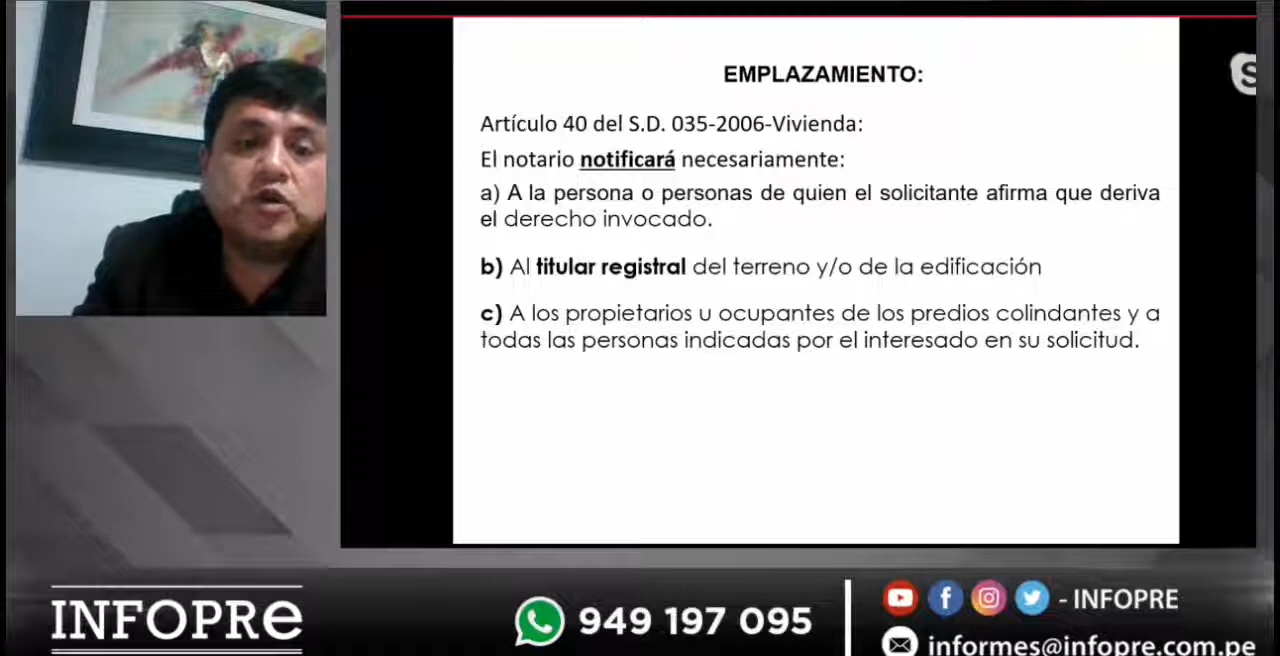 EMPLAZAMIENTO:
Artículo 40 del S.D. 035-2006-Vivienda:
El notario notificará necesariamente:
a) A la persona o personas de quien el solicitante afirma que deriva
el derecho invocado.
b) Al titular registral del terreno y/o de la edificación
c) A los propietarios u ocupantes de los predios colindantes y a
todas las personas indicadas por el interesado en su solicitud.
INFOPRe
949 197 095
- INFOPRE
informes@infopre.com.pe